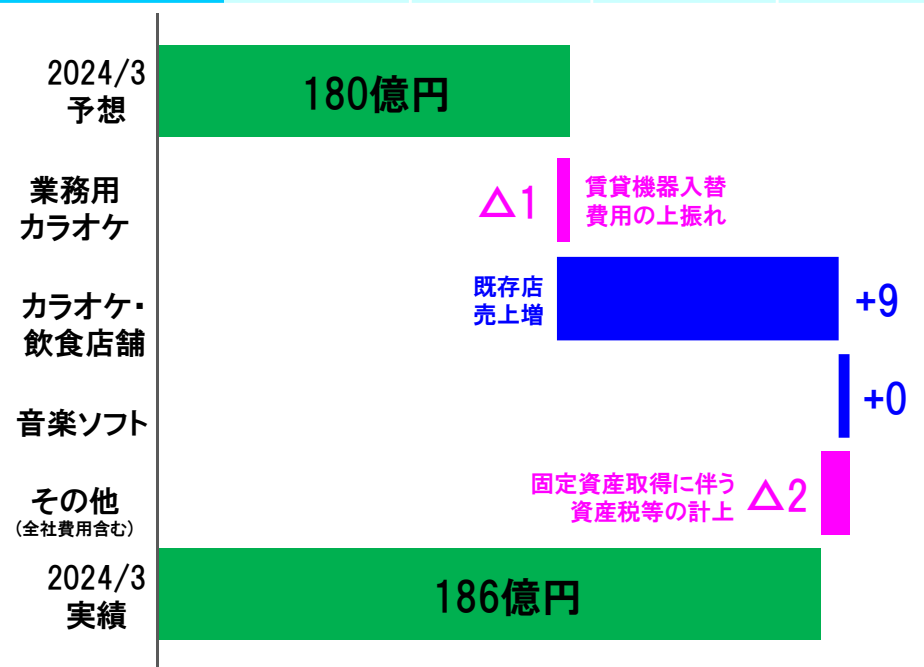 2024/3
予想
180億円
業務用
カラオケ
△1
賃貸機器入替
費用の上振れ
カラオケ・
飲食店舗
既存店
売上増
+9
音楽ソフト
+0
その他
(全社費用含む)
固定資産取得に伴う
資産税等の計上
△2
2024/3
実績
186億円